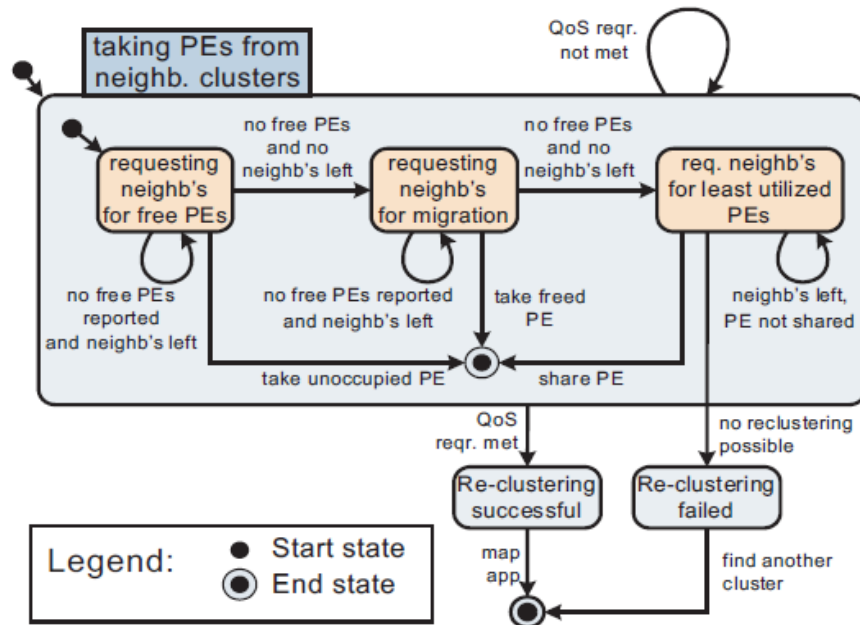 taking PEs from
neighb. clusters
QoS reqr.
not met
no free PEs
and no
neighb's left
no free PEs
and no
neighb's left
requesting
neighb's
for free PEs
requesting
neighb's
for migration
req. neighb's
for least utilized
PEs
no free PEs
reported
and neighb's left
no free PEs reported
and neighb's left
take freed
PE
neighb's left,
PE not shared
take unoccupied PE
share PE
QoS
reqr. met
no reclustering
possible
Re-clustering
successful
Re-clustering
failed
map
app
find another
cluster
Legend:
Start state
End state